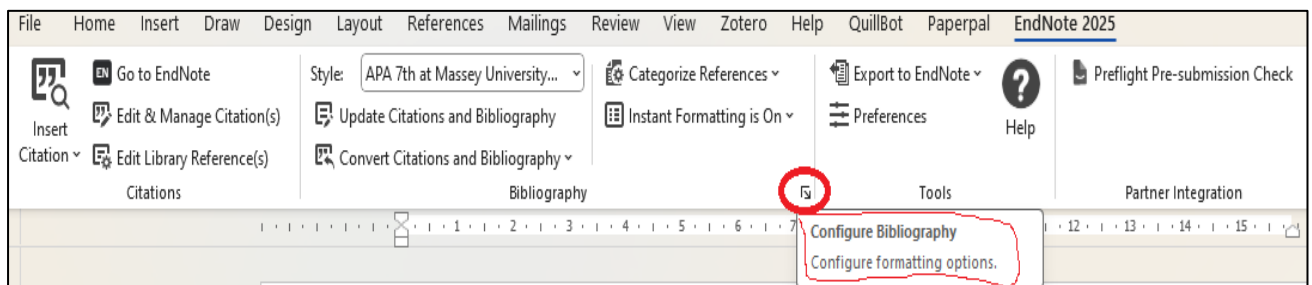 File Home Insert Draw Design Layout References Mailings Review View Zotero Help QuillBot Paperpal EndNote 2025
Insert Citation
EN Go to EndNote
Edit & Manage Citation(s)
Edit Library Reference(s)
Citations
Style: APA 7th at Massey University...
Update Citations and Bibliography
Convert Citations and Bibliography
Categorize References
Instant Formatting is On
Bibliography
Export to EndNote
Preferences
? Help
Tools
Preflight Pre-submission Check
Partner Integration
1 2 3 4 5 6 7 12 13 14 15
Configure Bibliography
Configure formatting options.